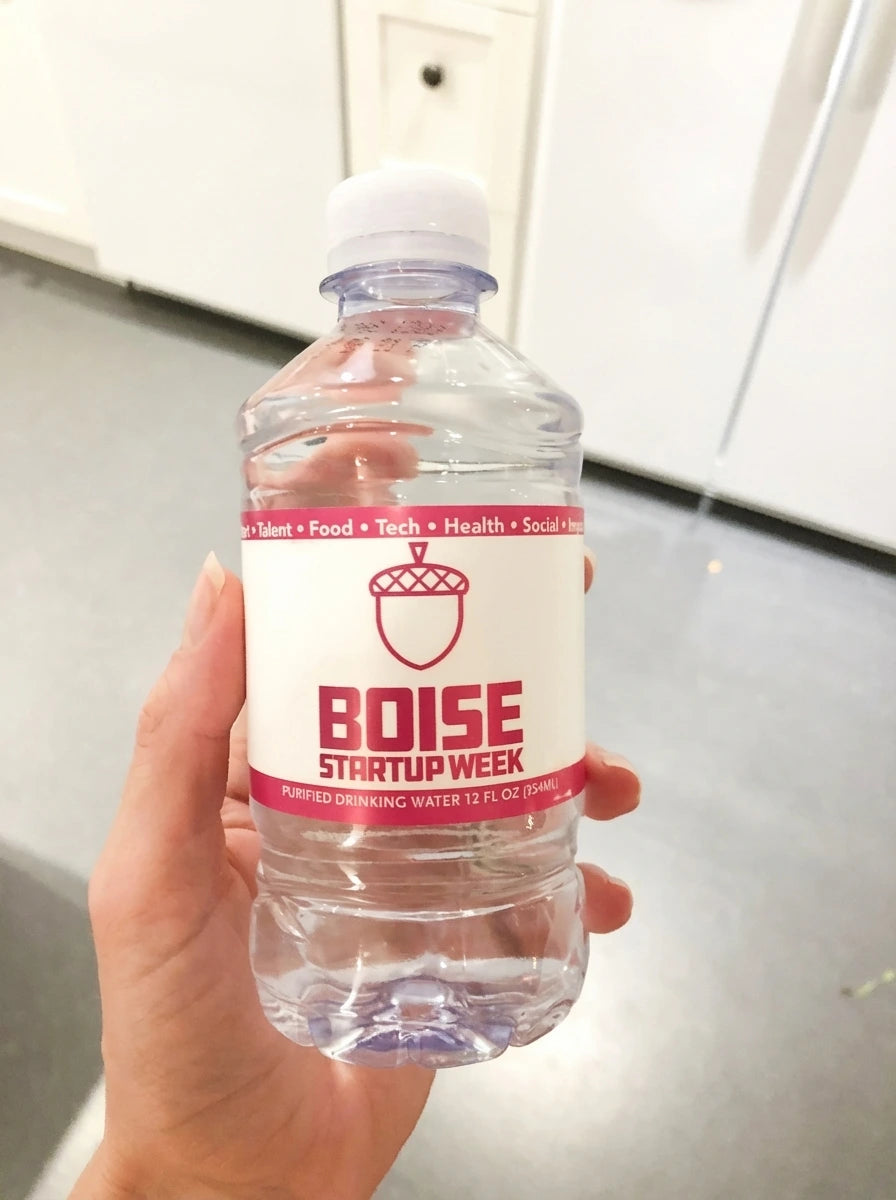 • Talent • Food • Tech • Health • Social •
BOISE
STARTUP WEEK
PURIFIED DRINKING WATER 12 FL OZ (354ML)